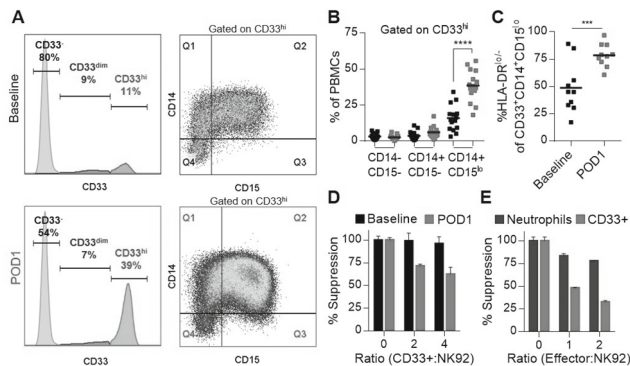 A
Baseline
CD33-
80%
CD33dim
9%
CD33hi
11%
CD33
Gated on CD33hi
Q1
Q2
Q4
Q3
CD14
CD15
POD1
CD33-
54%
CD33dim
7%
CD33hi
39%
CD33
Gated on CD33hi
Q1
Q2
Q4
Q3
CD14
CD15
B
Gated on CD33hi
% of PBMCs
100
80
60
40
20
0
****
CD14-
CD15-
CD14+
CD15-
CD14+
CD15lo
C
%HLA-DRlo/-
of CD33+CD14+CD15lo
100
75
50
25
0
***
Baseline
POD1
D
Baseline
POD1
% Suppression
100
75
50
25
0
0
2
4
Ratio (CD33+:NK92)
E
Neutrophils
CD33+
% Suppression
100
75
50
25
0
0
1
2
Ratio (Effector:NK92)